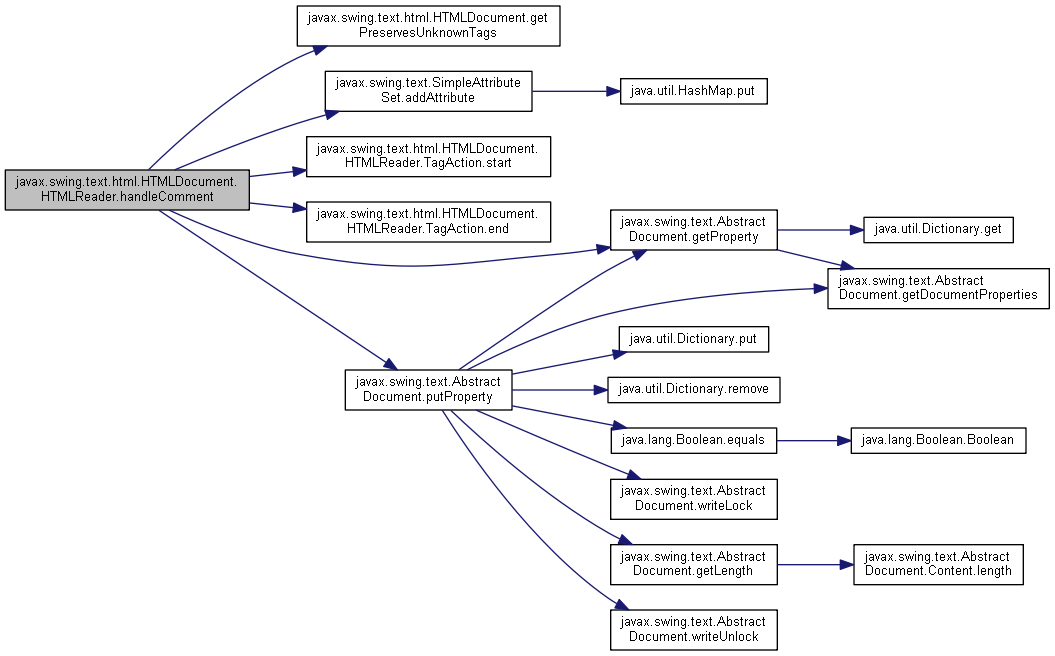 javax.swing.text.html.HTMLDocument.get
PreservesUnknownTags
javax.swing.text.SimpleAttribute
Set.addAttribute
java.util.HashMap.put
javax.swing.text.html.HTMLDocument.
HTMLReader.TagAction.start
javax.swing.text.html.HTMLDocument.
HTMLReader.handleComment
javax.swing.text.html.HTMLDocument.
HTMLReader.TagAction.end
javax.swing.text.Abstract
Document.getProperty
java.util.Dictionary.get
javax.swing.text.Abstract
Document.getDocumentProperties
java.util.Dictionary.put
javax.swing.text.Abstract
Document.putProperty
java.util.Dictionary.remove
java.lang.Boolean.equals
java.lang.Boolean.Boolean
javax.swing.text.Abstract
Document.writeLock
javax.swing.text.Abstract
Document.getLength
javax.swing.text.Abstract
Document.Content.length
javax.swing.text.Abstract
Document.writeUnlock